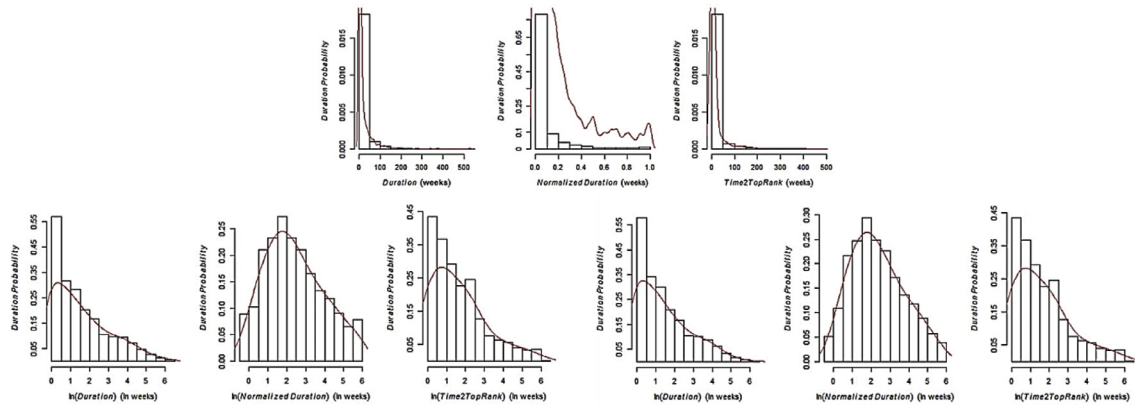 Duration Probability
0.000 0.005 0.010 0.015
0 100 200 300 500
Duration (weeks)
Duration Probability
0 0.1 0.25 0.45 0.65
0.0 0.2 0.4 0.6 0.8 1.0
Normalized Duration (weeks)
Duration Probability
0.000 0.005 0.010 0.015
0 100 200 300 500
Time2TopRank (weeks)
Duration Probability
0.05 0.15 0.25 0.35 0.45 0.55
0 1 2 3 4 5 6
ln(Duration) (ln weeks)
Duration Probability
0.00 0.05 0.10 0.15 0.20 0.25
0 1 2 3 4 5 6
ln(Normalized Duration) (ln weeks)
Duration Probability
0.05 0.15 0.25 0.35 0.45
0 1 2 3 4 5 6
ln(Time2TopRank) (ln weeks)
Duration Probability
0.05 0.15 0.25 0.35 0.45 0.55
0 1 2 3 4 5 6
ln(Duration) (ln weeks)
Duration Probability
0.00 0.05 0.10 0.15 0.20 0.25 0.30
0 1 2 3 4 5 6
ln(Normalized Duration) (ln weeks)
Duration Probability
0.05 0.15 0.25 0.35 0.45
0 1 2 3 4 5 6
ln(Time2TopRank) (ln weeks)